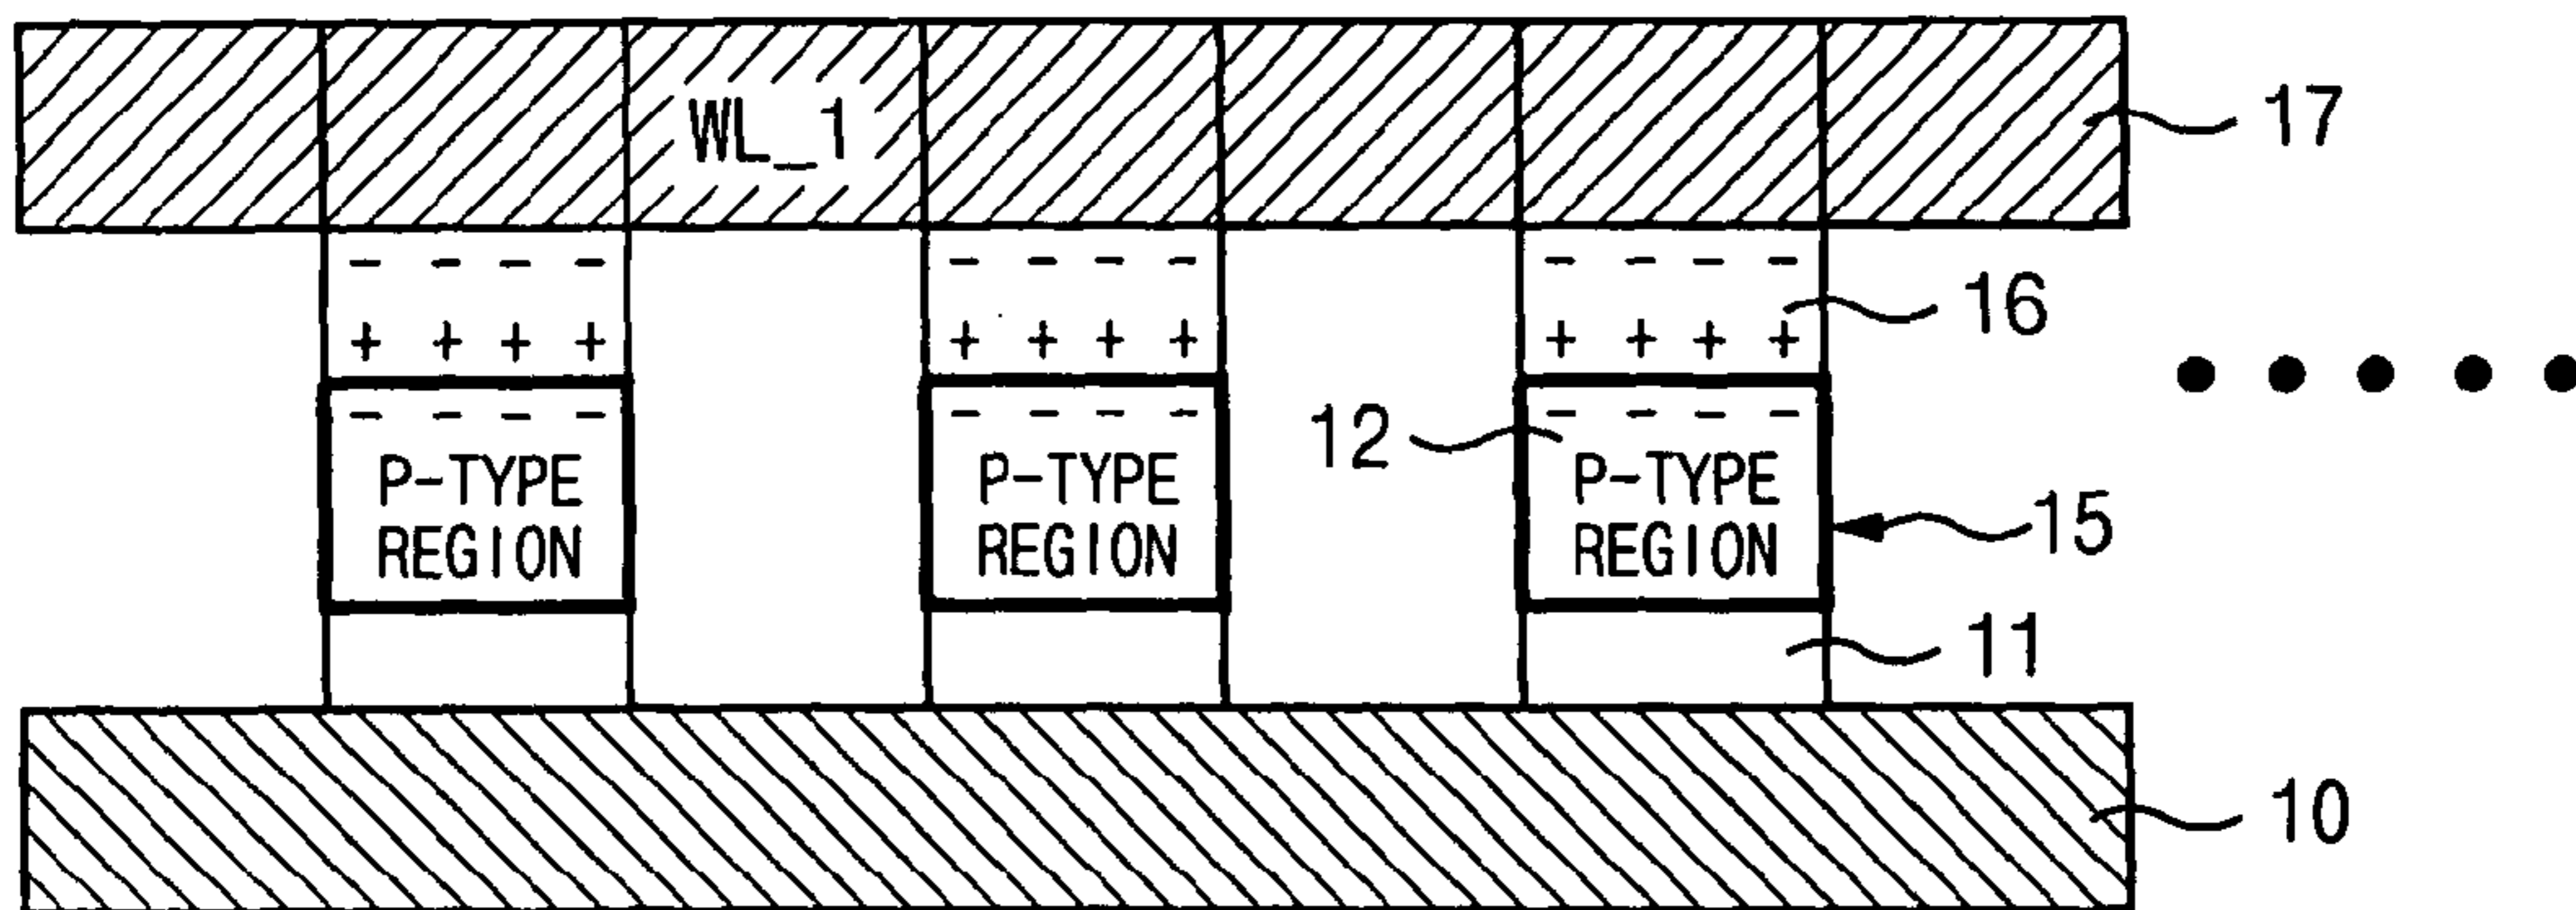 17
WL_1
- - - -
- - - -
- - - -
16
+ + + +
+ + + +
+ + + +
- - - -
- - - -
- - - -
12
P-TYPE
REGION
P-TYPE
REGION
P-TYPE
REGION
15
11
10